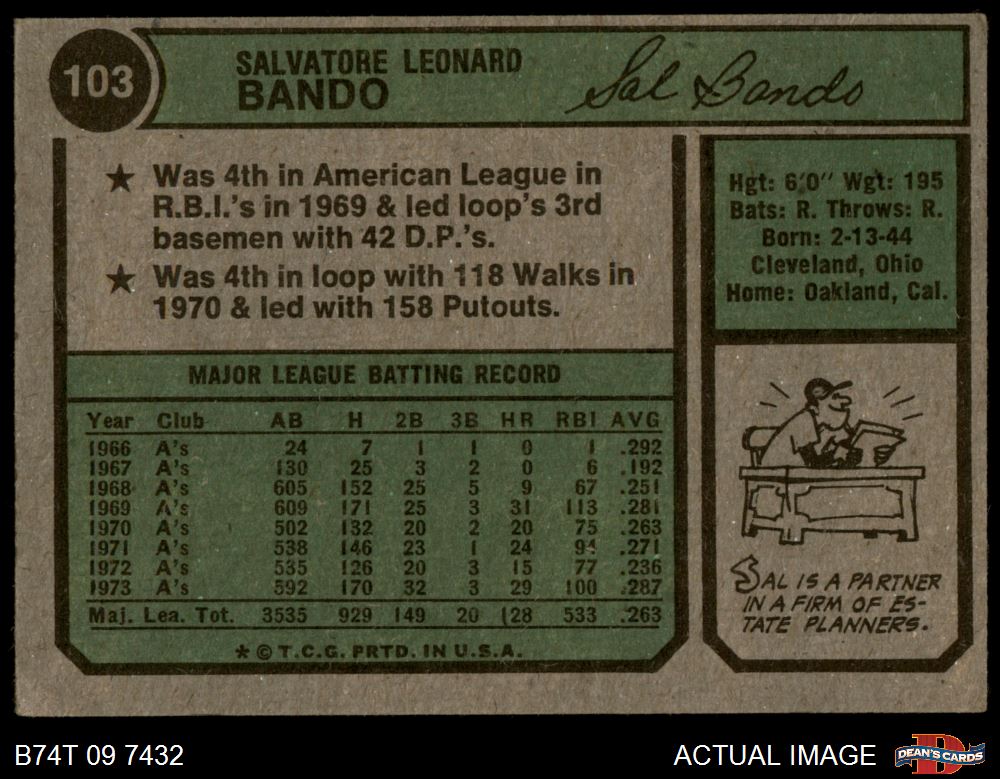 103
SALVATORE LEONARD
BANDO
Sal Bando
★ Was 4th in American League in
R.B.I.'s in 1969 & led loop's 3rd
basemen with 42 D.P.'s.
★ Was 4th in loop with 118 Walks in
1970 & led with 158 Putouts.
Hgt: 6'0" Wgt: 195
Bats: R. Throws: R.
Born: 2-13-44
Cleveland, Ohio
Home: Oakland, Cal.
MAJOR LEAGUE BATTING RECORD
Year Club AB H 2B 3B HR RBI AVG
1966 A's 24 7 1 1 0 1 .292
1967 A's 130 25 3 2 0 6 .192
1968 A's 605 152 25 5 9 67 .251
1969 A's 609 171 25 3 31 113 .281
1970 A's 502 132 20 2 20 75 .263
1971 A's 538 146 23 1 24 94 .271
1972 A's 535 126 20 3 15 77 .236
1973 A's 592 170 32 3 29 100 .287
Maj. Lea. Tot. 3535 929 149 20 128 533 .263
* © T.C.G. PRTD. IN U.S.A.
SAL IS A PARTNER
IN A FIRM OF ES-
TATE PLANNERS.
B74T 09 7432
ACTUAL IMAGE
DEAN'S CARDS